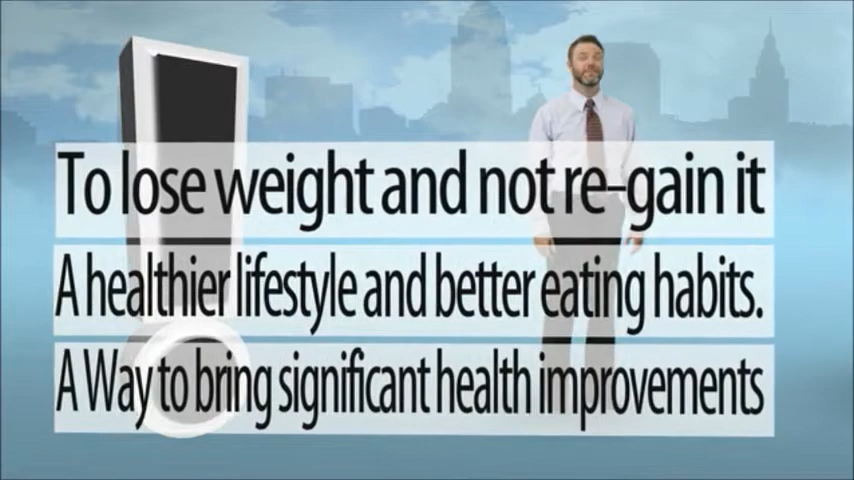 To lose weight and not re-gain it
A healthier lifestyle and better eating habits.
A Way to bring significant health improvements